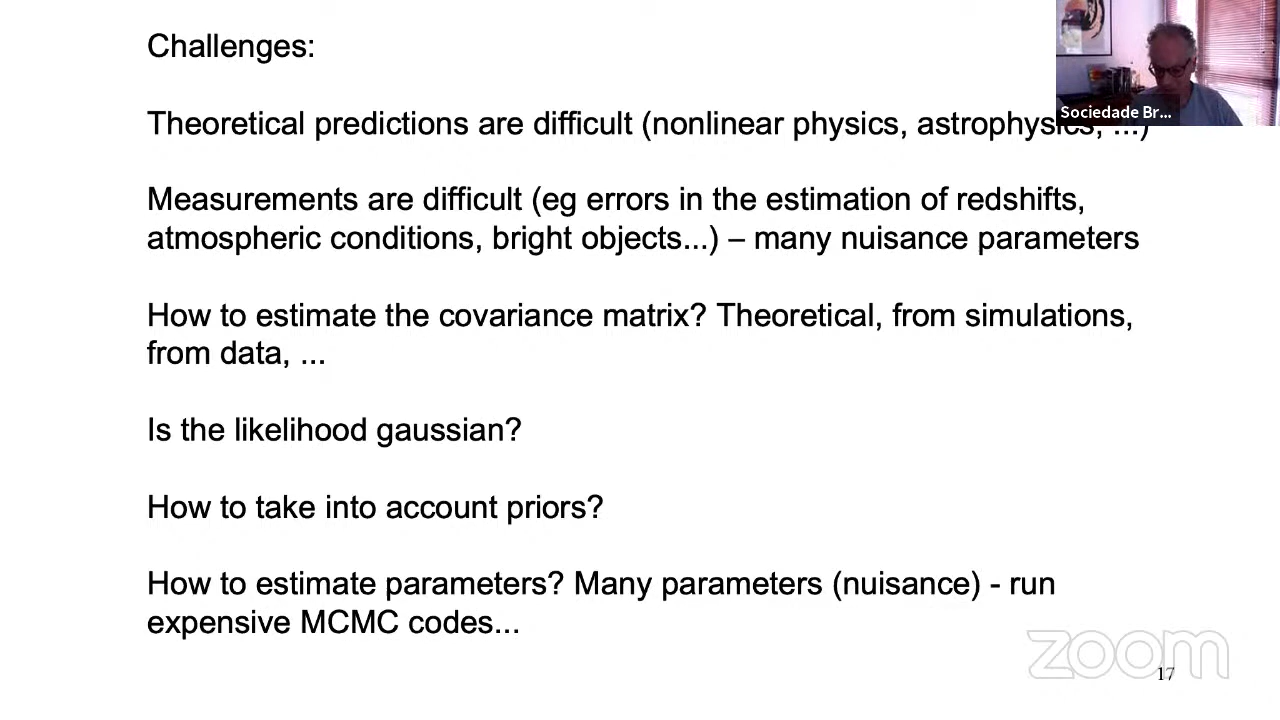 Challenges:
Theoretical predictions are difficult (nonlinear physics, astrophysics, ...)
Sociedade Br...
Measurements are difficult (eg errors in the estimation of redshifts,
atmospheric conditions, bright objects...) – many nuisance parameters
How to estimate the covariance matrix? Theoretical, from simulations,
from data, ...
Is the likelihood gaussian?
How to take into account priors?
How to estimate parameters? Many parameters (nuisance) - run
expensive MCMC codes...
zoom
17